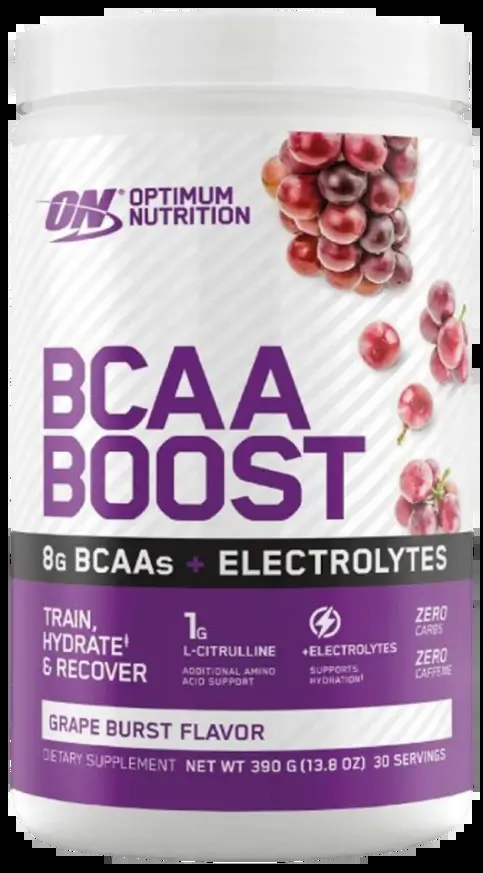 ON® OPTIMUM
NUTRITION
BCAA
BOOST
8G BCAAs + ELECTROLYTES
TRAIN,
HYDRATE‡
& RECOVER
1G
L-CITRULLINE
ADDITIONAL AMINO
ACID SUPPORT
+ELECTROLYTES
SUPPORTS
HYDRATION‡
ZERO
CARBS
ZERO
CAFFEINE
GRAPE BURST FLAVOR
DIETARY SUPPLEMENT NET WT 390 G (13.8 OZ) 30 SERVINGS